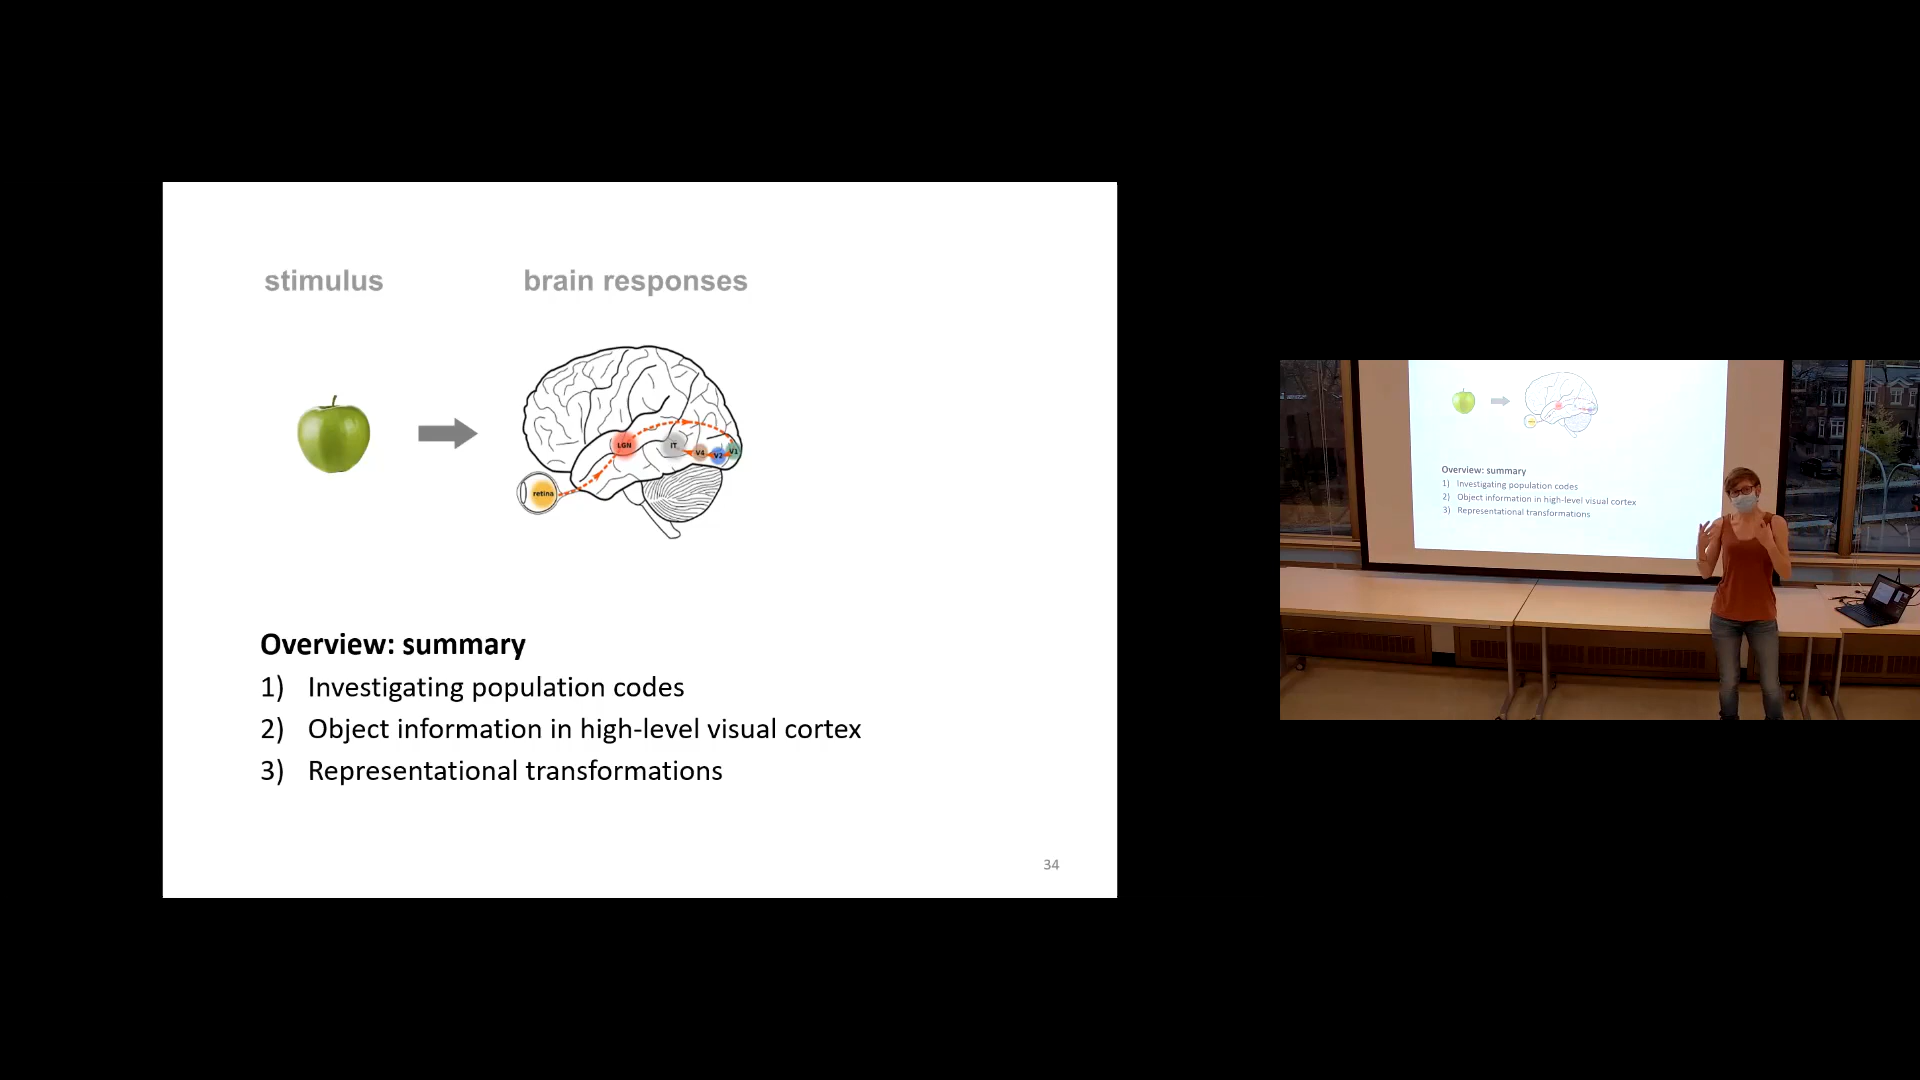 stimulus
brain responses
LGN
IT
V4
V2
V1
retina
Overview: summary
1) Investigating population codes
2) Object information in high-level visual cortex
3) Representational transformations
34
Overview: summary
1) Investigating population codes
2) Object information in high-level visual cortex
3) Representational transformations